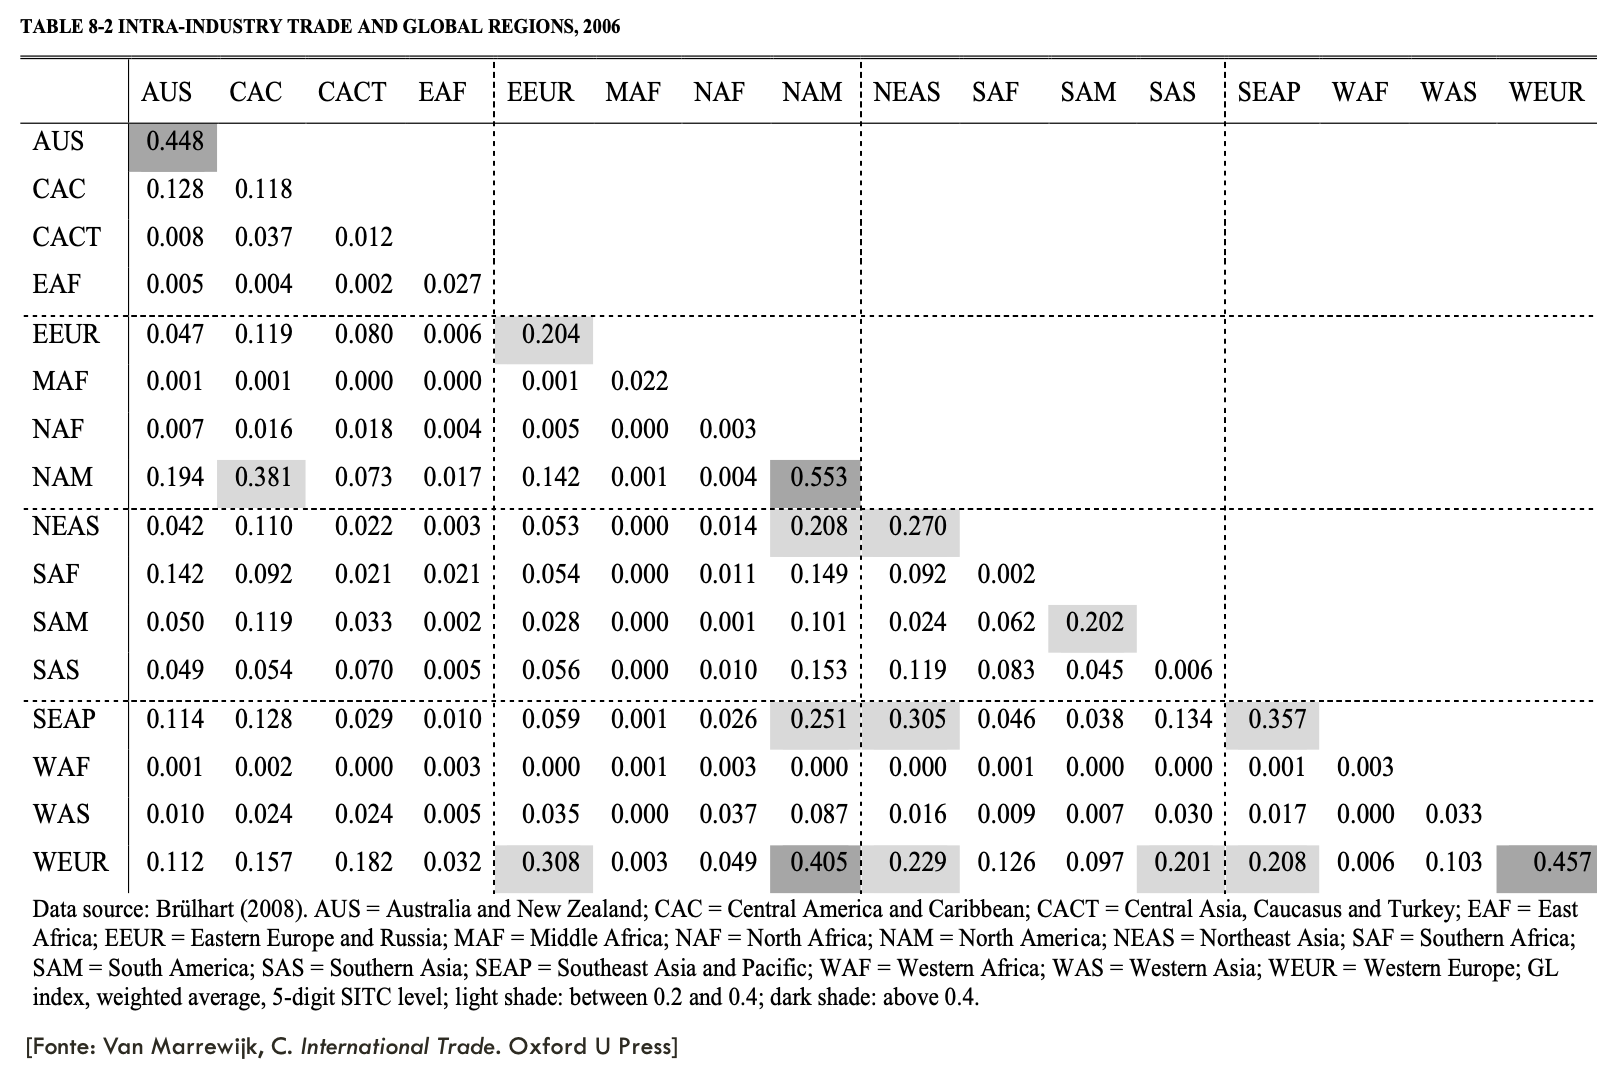 TABLE 8-2 INTRA-INDUSTRY TRADE AND GLOBAL REGIONS, 2006
AUS CAC CACT EAF EEUR MAF NAF NAM NEAS SAF SAM SAS SEAP WAF WAS WEUR
AUS 0.448
CAC 0.128 0.118
CACT 0.008 0.037 0.012
EAF 0.005 0.004 0.002 0.027
EEUR 0.047 0.119 0.080 0.006 0.204
MAF 0.001 0.001 0.000 0.000 0.001 0.022
NAF 0.007 0.016 0.018 0.004 0.005 0.000 0.003
NAM 0.194 0.381 0.073 0.017 0.142 0.001 0.004 0.553
NEAS 0.042 0.110 0.022 0.003 0.053 0.000 0.014 0.208 0.270
SAF 0.142 0.092 0.021 0.021 0.054 0.000 0.011 0.149 0.092 0.002
SAM 0.050 0.119 0.033 0.002 0.028 0.000 0.001 0.101 0.024 0.062 0.202
SAS 0.049 0.054 0.070 0.005 0.056 0.000 0.010 0.153 0.119 0.083 0.045 0.006
SEAP 0.114 0.128 0.029 0.010 0.059 0.001 0.026 0.251 0.305 0.046 0.038 0.134 0.357
WAF 0.001 0.002 0.000 0.003 0.000 0.001 0.003 0.000 0.000 0.001 0.000 0.000 0.001 0.003
WAS 0.010 0.024 0.024 0.005 0.035 0.000 0.037 0.087 0.016 0.009 0.007 0.030 0.017 0.000 0.033
WEUR 0.112 0.157 0.182 0.032 0.308 0.003 0.049 0.405 0.229 0.126 0.097 0.201 0.208 0.006 0.103 0.457
Data source: Brülhart (2008). AUS = Australia and New Zealand; CAC = Central America and Caribbean; CACT = Central Asia, Caucasus and Turkey; EAF = East
Africa; EEUR = Eastern Europe and Russia; MAF = Middle Africa; NAF = North Africa; NAM = North America; NEAS = Northeast Asia; SAF = Southern Africa;
SAM = South America; SAS = Southern Asia; SEAP = Southeast Asia and Pacific; WAF = Western Africa; WAS = Western Asia; WEUR = Western Europe; GL
index, weighted average, 5-digit SITC level; light shade: between 0.2 and 0.4; dark shade: above 0.4.
[Fonte: Van Marrewijk, C. International Trade. Oxford U Press]